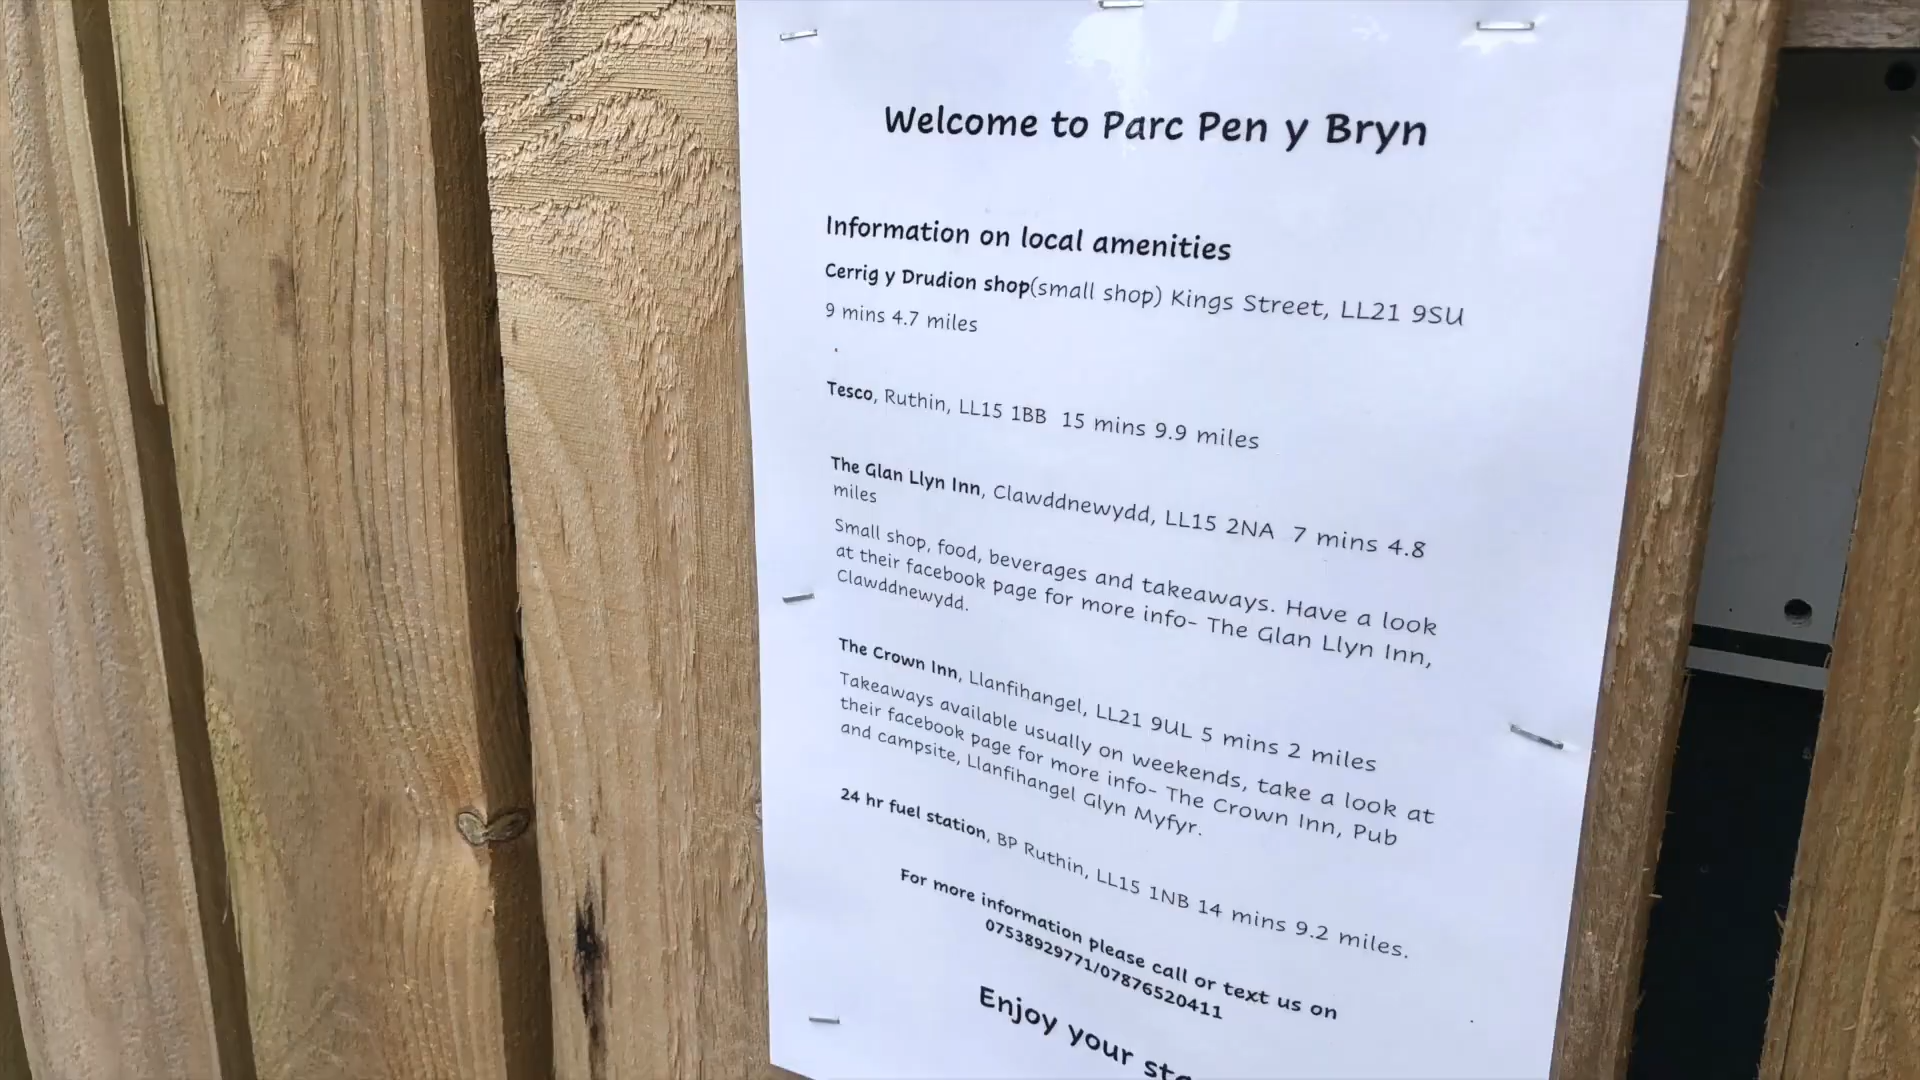 Welcome to Parc Pen y Bryn
Information on local amenities
Cerrig y Drudion shop(small shop) Kings Street, LL21 9SU
9 mins 4.7 miles
Tesco, Ruthin, LL15 1BB 15 mins 9.9 miles
The Glan Llyn Inn, Clawddnewydd, LL15 2NA 7 mins 4.8
miles
Small shop, food, beverages and takeaways. Have a look
at their facebook page for more info- The Glan Llyn Inn,
Clawddnewydd.
The Crown Inn, Llanfihangel, LL21 9UL 5 mins 2 miles
Takeaways available usually on weekends, take a look at
their facebook page for more info- The Crown Inn, Pub
and campsite, Llanfihangel Glyn Myfyr.
24 hr fuel station, BP Ruthin, LL15 1NB 14 mins 9.2 miles.
For more information please call or text us on
07538929771/07876520411
Enjoy your